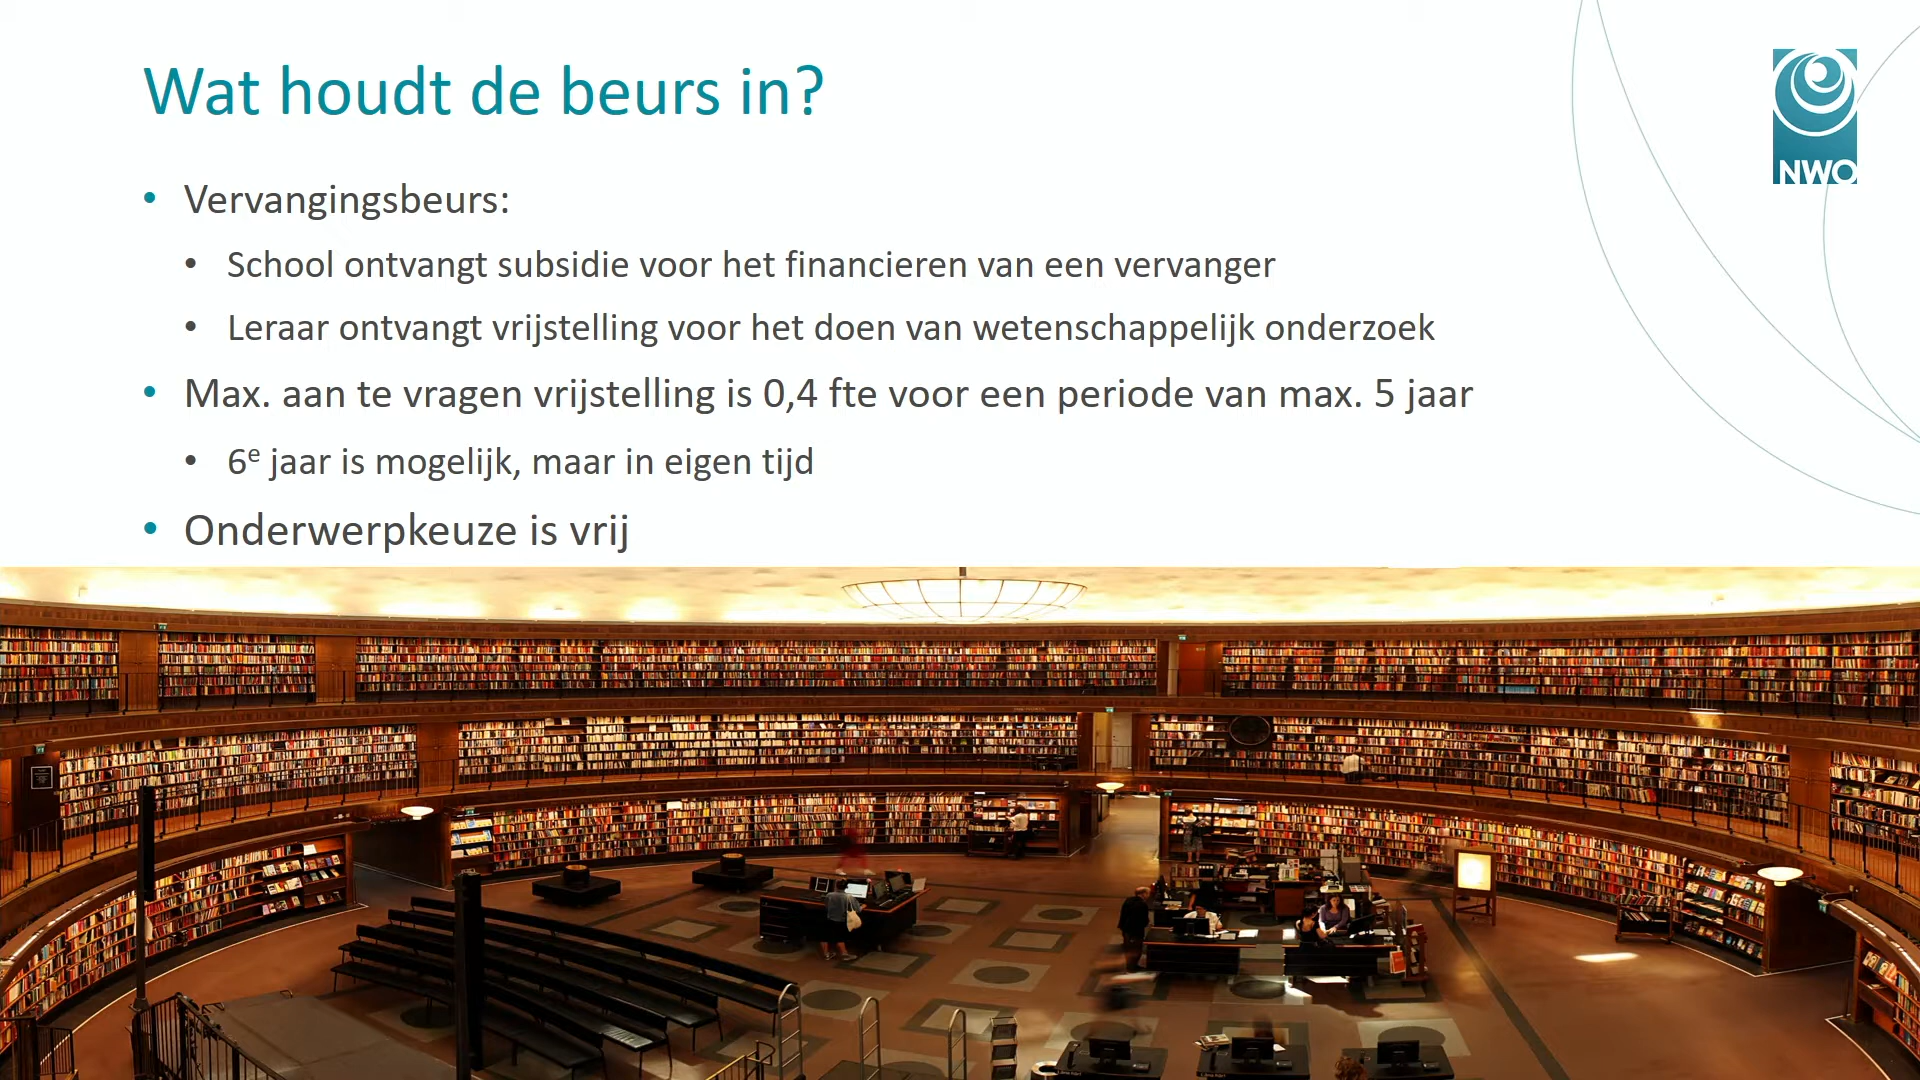 Wat houdt de beurs in?
NWO
• Vervangingsbeurs:
• School ontvangt subsidie voor het financieren van een vervanger
• Leraar ontvangt vrijstelling voor het doen van wetenschappelijk onderzoek
• Max. aan te vragen vrijstelling is 0,4 fte voor een periode van max. 5 jaar
• 6e jaar is mogelijk, maar in eigen tijd
• Onderwerpkeuze is vrij